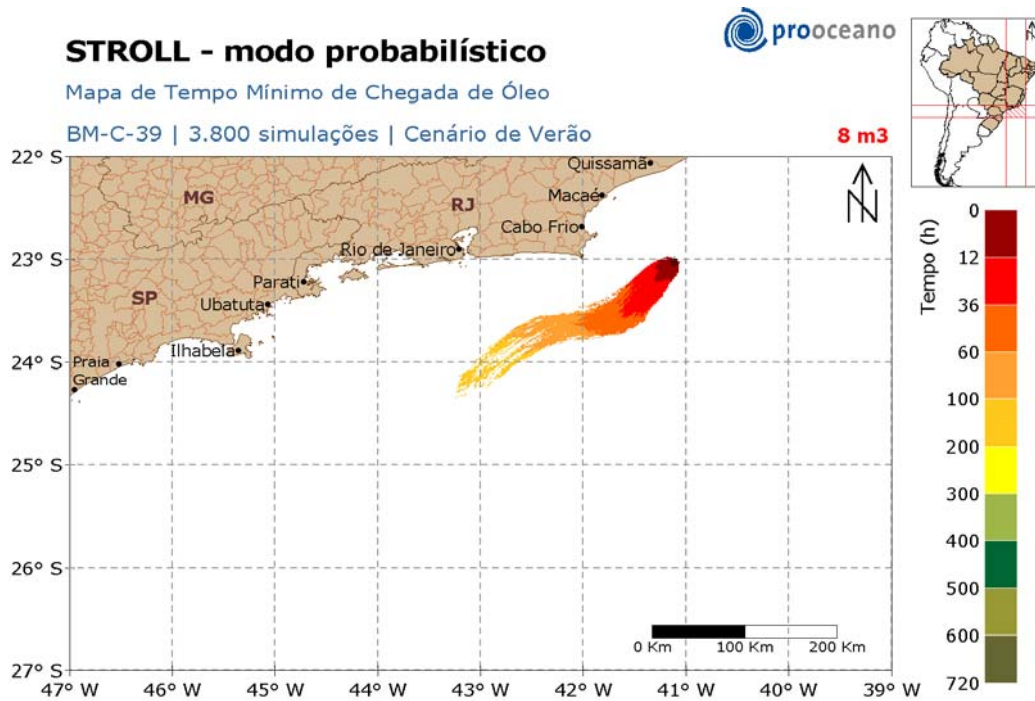 prooceano
STROLL - modo probabilístico
Mapa de Tempo Mínimo de Chegada de Óleo
BM-C-39 | 3.800 simulações | Cenário de Verão
8 m3
N
N
22° S
23° S
24° S
25° S
26° S
27° S
47° W
46° W
45° W
44° W
43° W
42° W
41° W
40° W
39° W
MG
RJ
SP
Quissamã
Macaé
Cabo Frio
Rio de Janeiro
Parati
Ubatuta
Ilhabela
Praia
Grande
0 Km
100 Km
200 Km
Tempo (h)
0
12
36
60
100
200
300
400
500
600
720